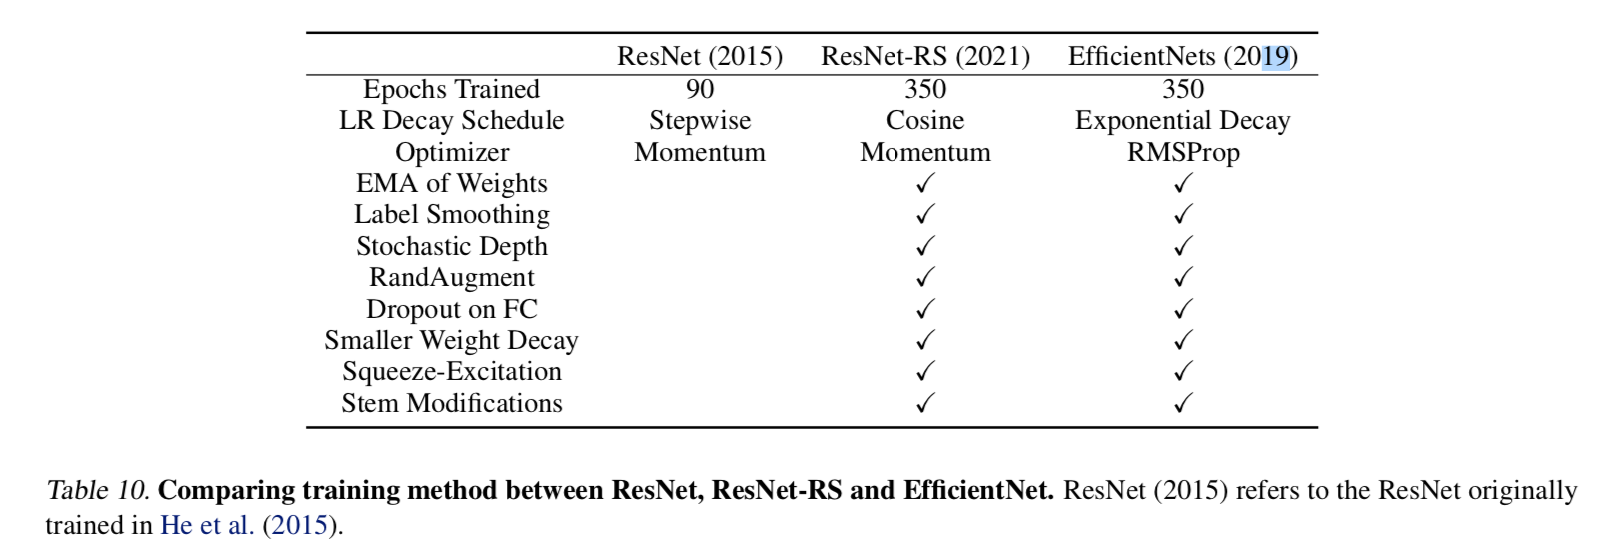 ResNet (2015) ResNet-RS (2021) EfficientNets (2019)
Epochs Trained 90 350 350
LR Decay Schedule Stepwise Cosine Exponential Decay
Optimizer Momentum Momentum RMSProp
EMA of Weights ✓ ✓
Label Smoothing ✓ ✓
Stochastic Depth ✓ ✓
RandAugment ✓ ✓
Dropout on FC ✓ ✓
Smaller Weight Decay ✓ ✓
Squeeze-Excitation ✓ ✓
Stem Modifications ✓ ✓
Table 10. Comparing training method between ResNet, ResNet-RS and EfficientNet. ResNet (2015) refers to the ResNet originally
trained in He et al. (2015).